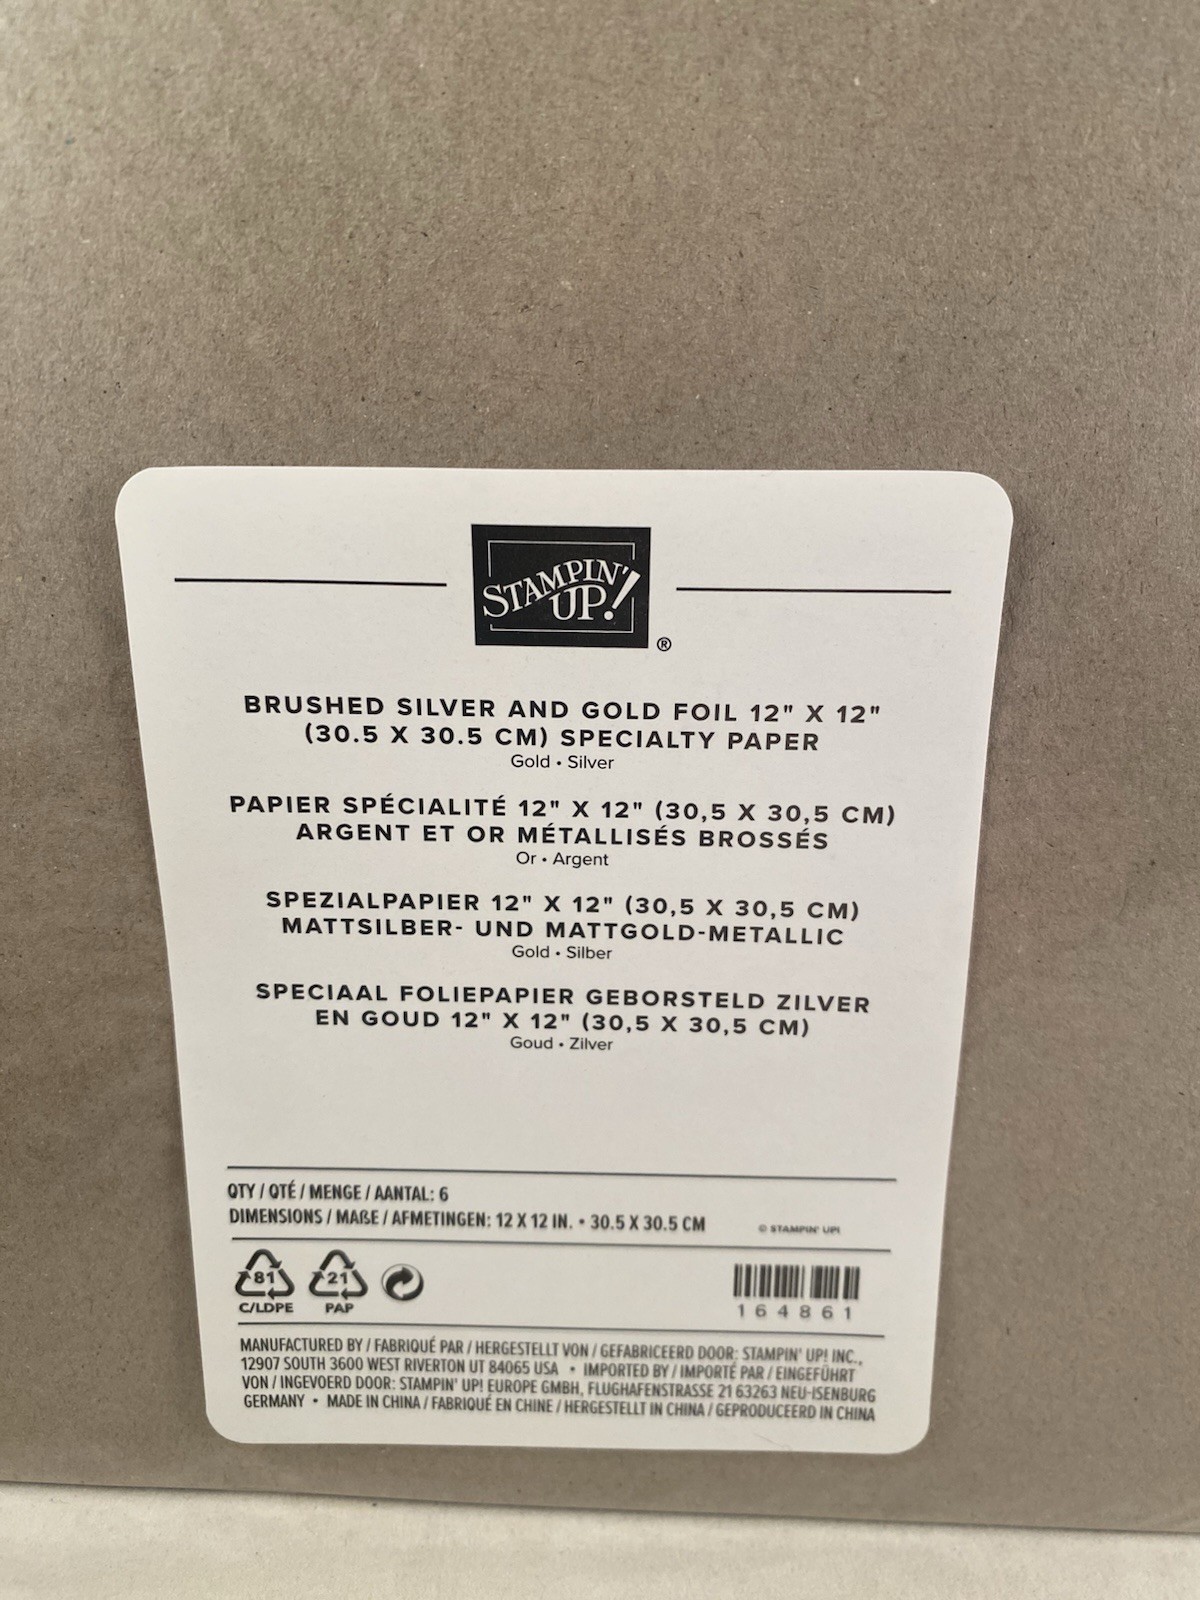 STAMPIN' UP!
®
BRUSHED SILVER AND GOLD FOIL 12" X 12"
(30.5 X 30.5 CM) SPECIALTY PAPER
Gold • Silver
PAPIER SPÉCIALITÉ 12" X 12" (30,5 X 30,5 CM)
ARGENT ET OR MÉTALLISÉS BROSSÉS
Or • Argent
SPEZIALPAPIER 12" X 12" (30,5 X 30,5 CM)
MATTSILBER- UND MATTGOLD-METALLIC
Gold • Silber
SPECIAAL FOLIEPAPIER GEBORSTELD ZILVER
EN GOUD 12" X 12" (30,5 X 30,5 CM)
Goud • Zilver
QTY / QTÉ / MENGE / AANTAL: 6
DIMENSIONS / MAßE / AFMETINGEN: 12 X 12 IN. • 30.5 X 30.5 CM
© STAMPIN' UP!
81 21
C/LDPE PAP
164861
MANUFACTURED BY / FABRIQUÉ PAR / HERGESTELLT VON / GEFABRICEERD DOOR: STAMPIN' UP! INC.,
12907 SOUTH 3600 WEST RIVERTON UT 84065 USA • IMPORTED BY / IMPORTÉ PAR / EINGEFÜHRT
VON / INGEVOERD DOOR: STAMPIN' UP! EUROPE GMBH, FLUGHAFENSTRASSE 21 63263 NEU-ISENBURG
GERMANY • MADE IN CHINA / FABRIQUÉ EN CHINE / HERGESTELLT IN CHINA / GEPRODUCEERD IN CHINA